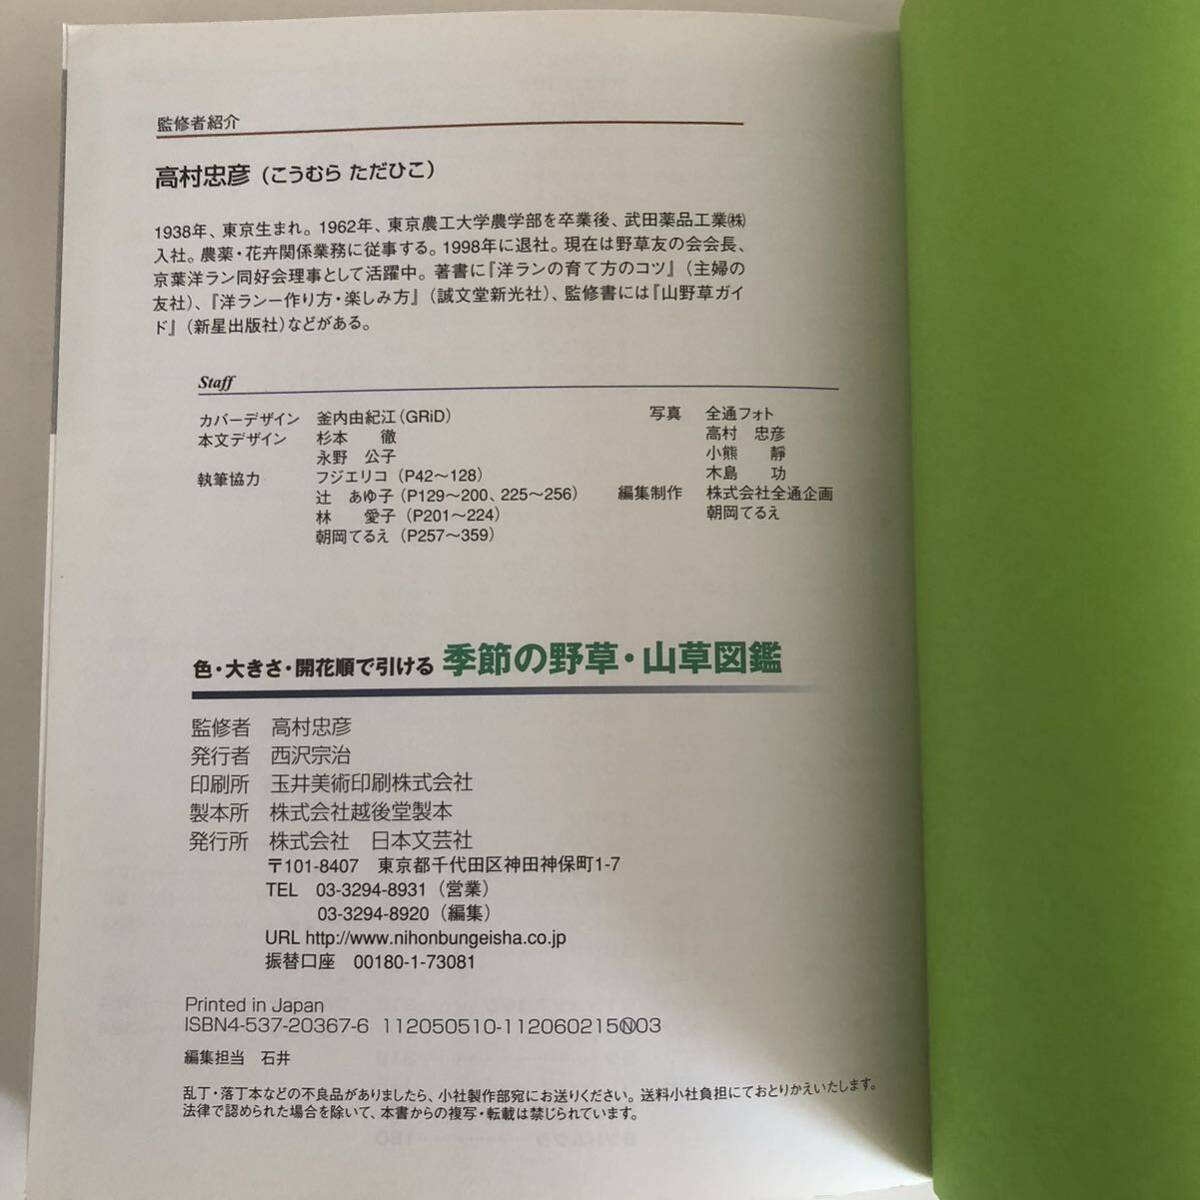 監修者紹介
高村忠彦（こうむら ただひこ）
1938年、東京生まれ。1962年、東京農工大学農学部を卒業後、武田薬品工業㈱
入社。農薬・花卉関係業務に従事する。1998年に退社。現在は野草友の会会長、
京葉洋ラン同好会理事として活躍中。著書に『洋ランの育て方のコツ』（主婦の
友社）、『洋ラン―作り方・楽しみ方』（誠文堂新光社）、監修書には『山野草ガイ
ド』（新星出版社）などがある。
Staff
カバーデザイン 釜内由紀江（GRiD）
本文デザイン 杉本　徹
永野　公子
執筆協力 フジエリコ（P42〜128）
辻　あゆ子（P129〜200、225〜256）
林　愛子（P201〜224）
朝岡てるえ（P257〜359）
写真 全通フォト
高村　忠彦
小熊　靜
木島　功
編集制作 株式会社全通企画
朝岡てるえ
色・大きさ・開花順で引ける 季節の野草・山草図鑑
監修者 高村忠彦
発行者 西沢宗治
印刷所 玉井美術印刷株式会社
製本所 株式会社越後堂製本
発行所 株式会社　日本文芸社
〒101-8407　東京都千代田区神田神保町1-7
TEL 03-3294-8931（営業）
03-3294-8920（編集）
URL http://www.nihonbungeisha.co.jp
振替口座　00180-1-73081
Printed in Japan
ISBN4-537-20367-6 112050510-112060215Ⓝ03
編集担当　石井
乱丁・落丁本などの不良品がありましたら、小社製作部宛にお送りください。送料小社負担にておとりかえいたします。
法律で認められた場合を除いて、本書からの複写・転載は禁じられています。